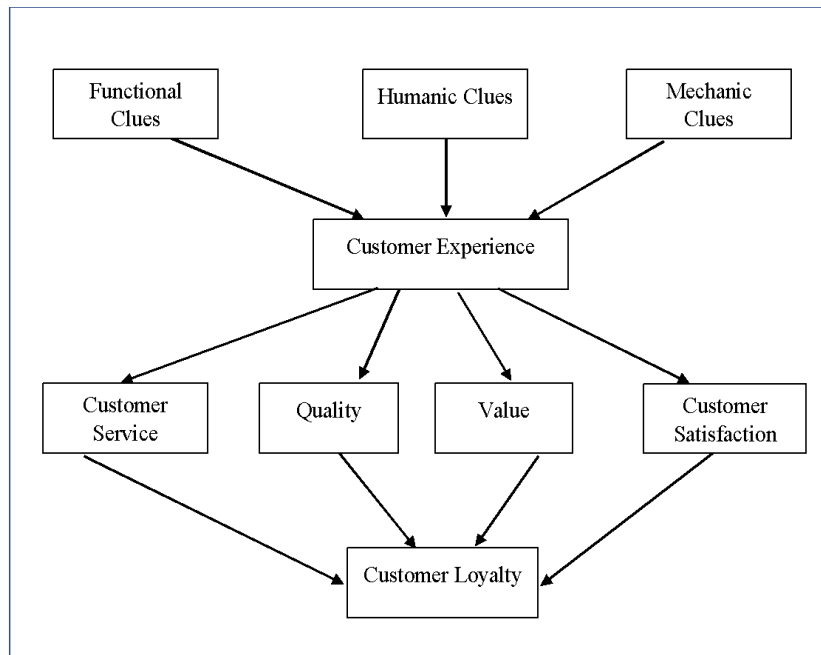 Functional
Clues
Humanic Clues
Mechanic
Clues
Customer Experience
Customer
Service
Quality
Value
Customer
Satisfaction
Customer Loyalty